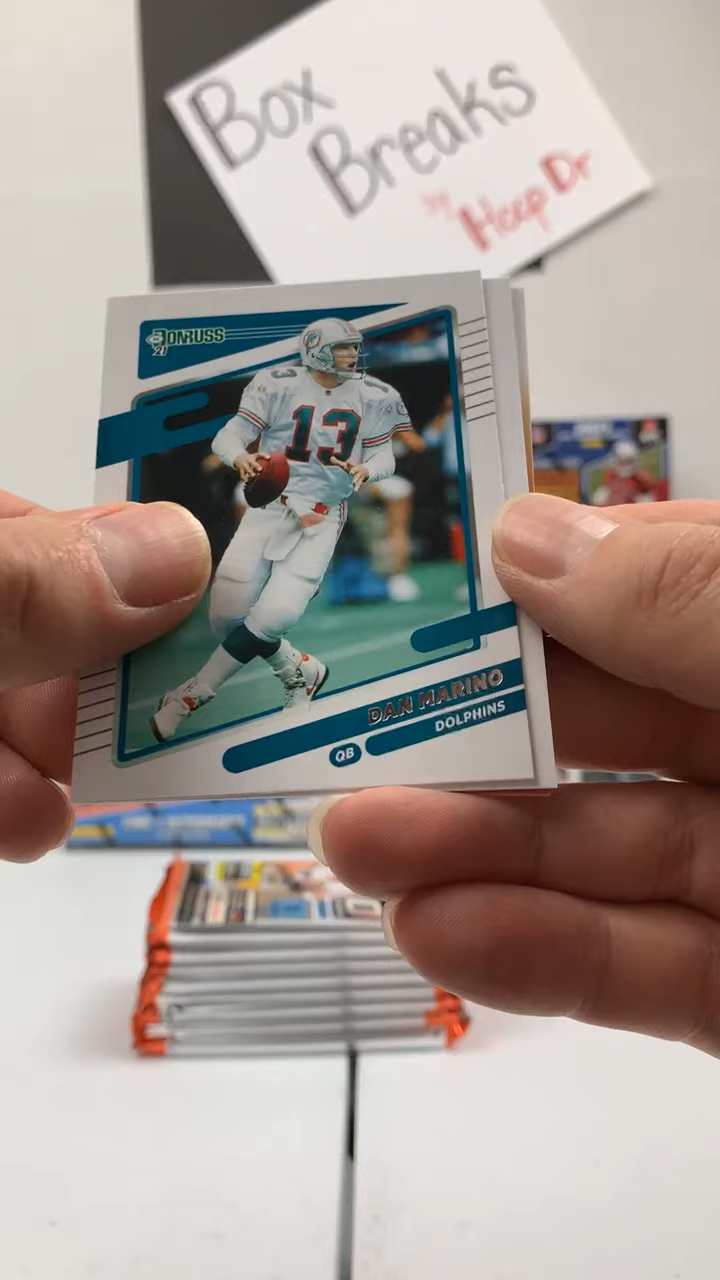 Box
Breaks
by Hoop Dr
DONRUSS
21
13
DAN MARINO
DOLPHINS
QB